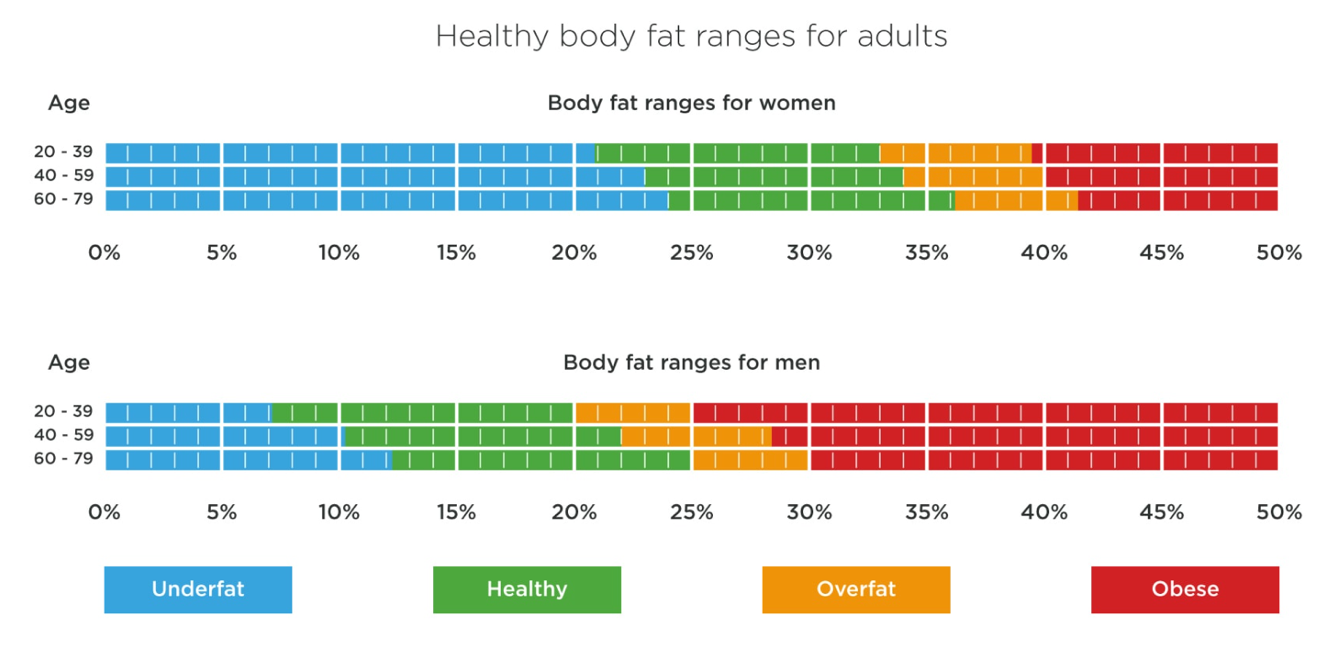 Healthy body fat ranges for adults
Age
Body fat ranges for women
20 - 39
40 - 59
60 - 79
0% 5% 10% 15% 20% 25% 30% 35% 40% 45% 50%
Age
Body fat ranges for men
20 - 39
40 - 59
60 - 79
0% 5% 10% 15% 20% 25% 30% 35% 40% 45% 50%
Underfat Healthy Overfat Obese